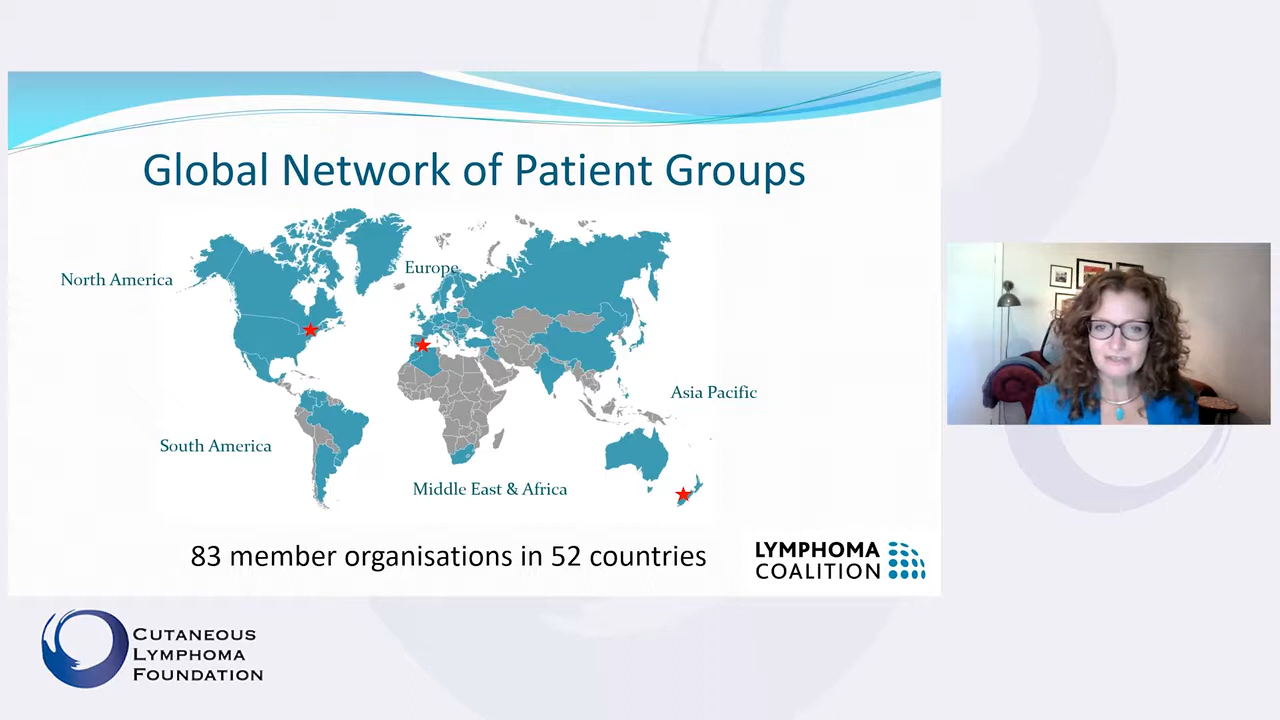 Global Network of Patient Groups
North America
Europe
Asia Pacific
South America
Middle East & Africa
83 member organisations in 52 countries
LYMPHOMA
COALITION
CUTANEOUS
LYMPHOMA
FOUNDATION